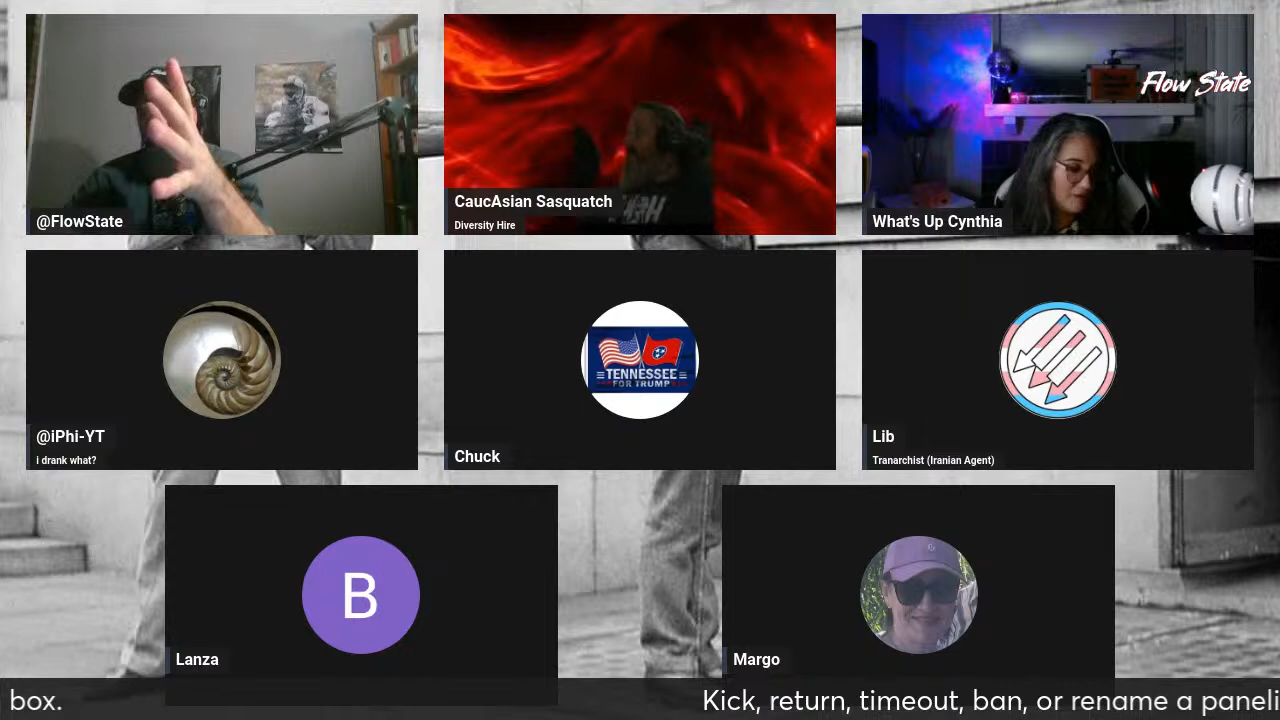 Flow State
@FlowState
CaucAsian Sasquatch
Diversity Hire
What's Up Cynthia
TENNESSEE
FOR TRUMP
@iPhi-YT
i drank what?
Chuck
Lib
Tranarchist (Iranian Agent)
B
Lanza
Margo
box.
Kick, return, timeout, ban, or rename a paneli